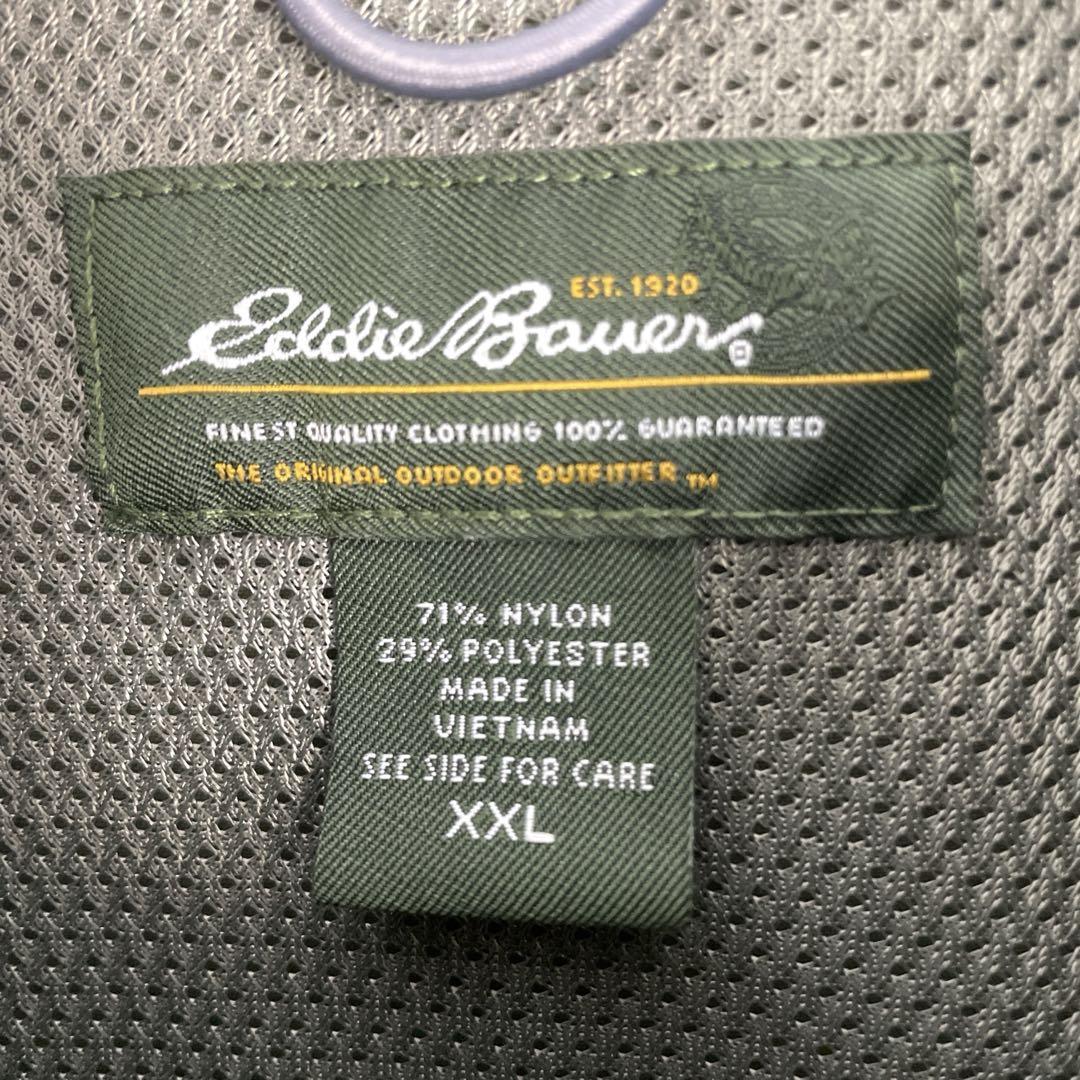 EST. 1920
Eddie Bauer
FINEST QUALITY CLOTHING 100% GUARANTEED
THE ORIGINAL OUTDOOR OUTFITTER ™
71% NYLON
29% POLYESTER
MADE IN
VIETNAM
SEE SIDE FOR CARE
XXL